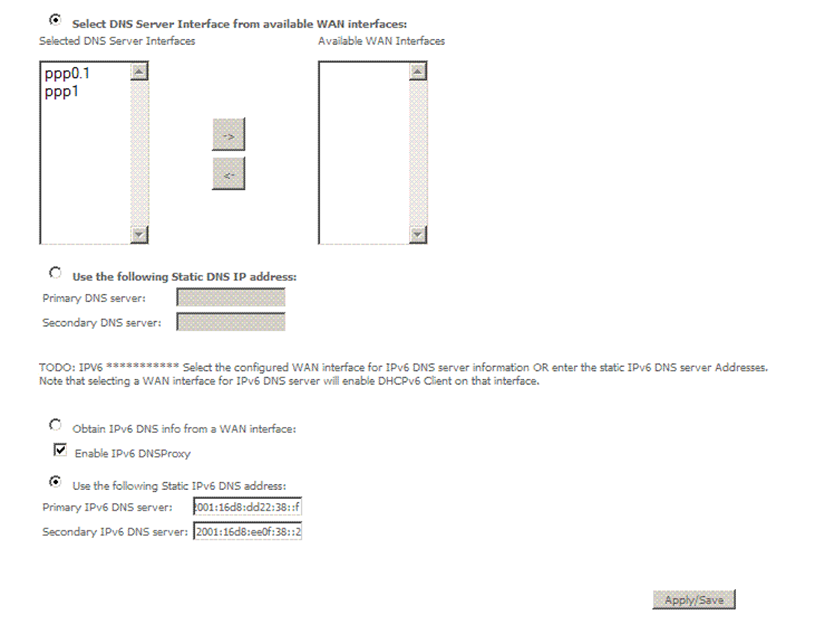 Select DNS Server Interface from available WAN interfaces:
Selected DNS Server Interfaces Available WAN Interfaces
ppp0.1
ppp1
->
<-
Use the following Static DNS IP address:
Primary DNS server:
Secondary DNS server:
TODO: IPV6 *********** Select the configured WAN interface for IPv6 DNS server information OR enter the static IPv6 DNS server Addresses.
Note that selecting a WAN interface for IPv6 DNS server will enable DHCPv6 Client on that interface.
Obtain IPv6 DNS info from a WAN interface:
Enable IPv6 DNSProxy
Use the following Static IPv6 DNS address:
Primary IPv6 DNS server: 2001:16d8:dd22:38::f
Secondary IPv6 DNS server: 2001:16d8:ee0f:38::2
Apply/Save